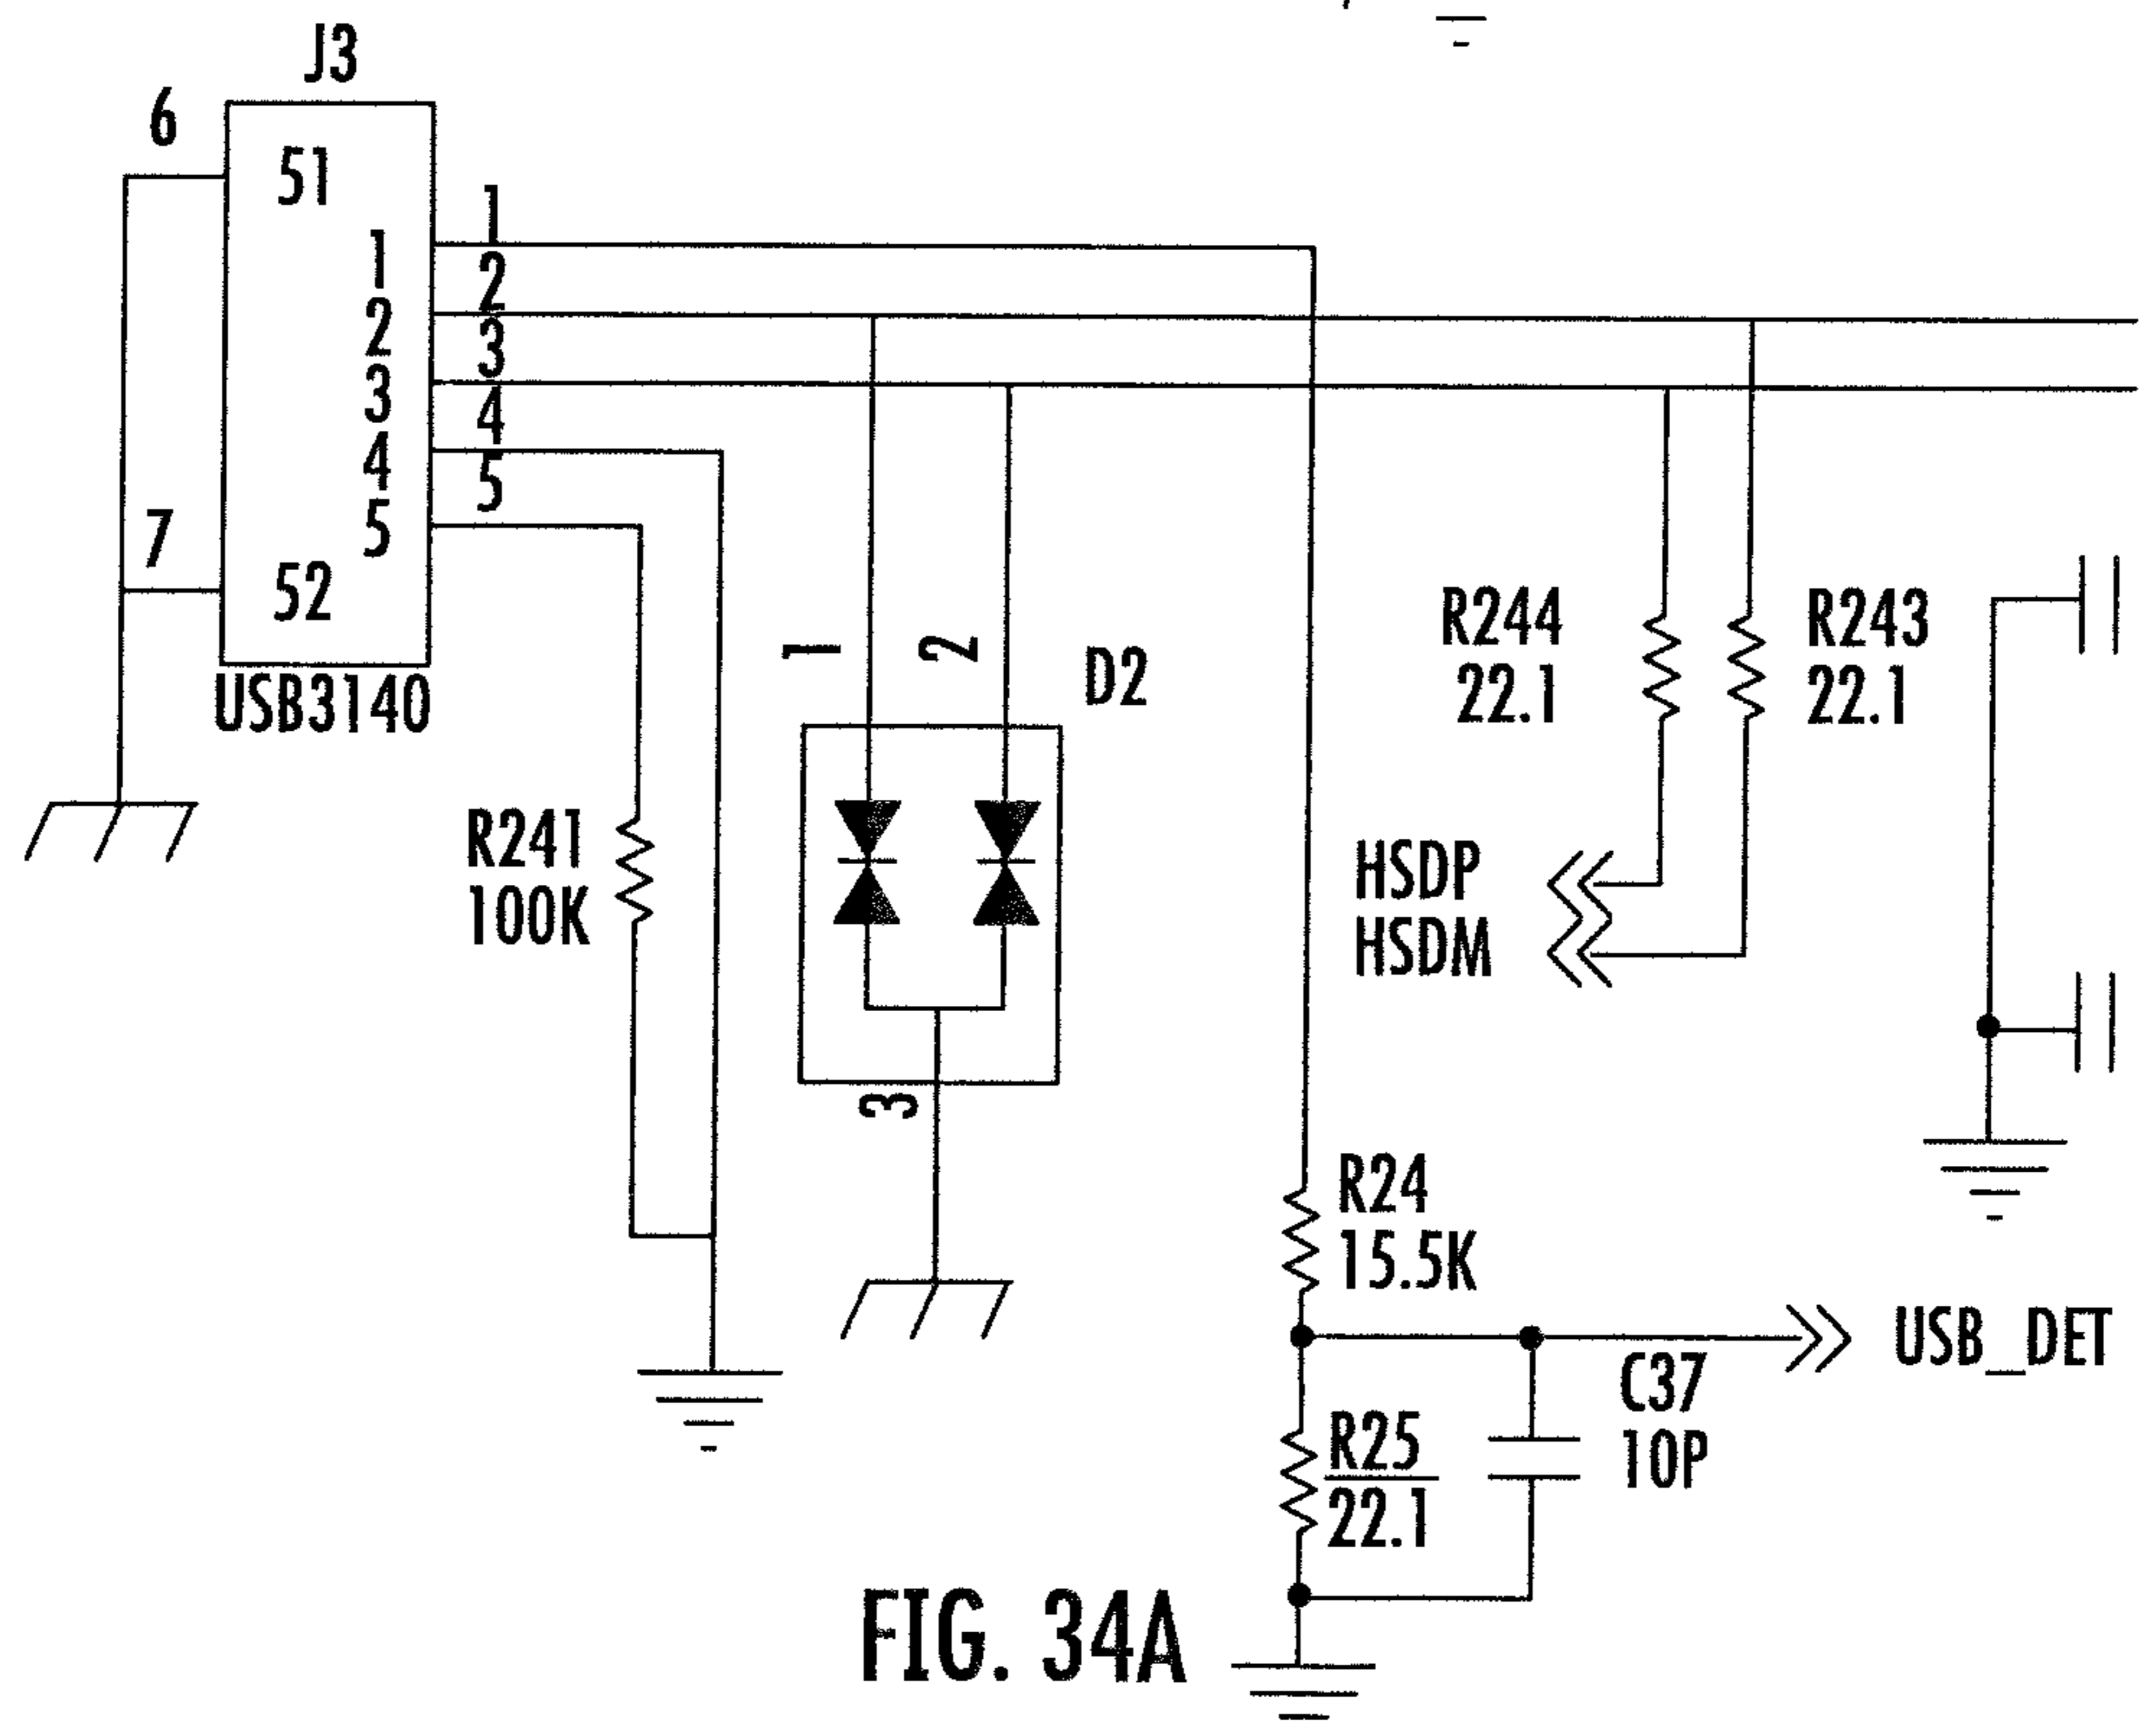 J3
6
51
1
1
2
2
3
3
4
4
5
5
7
52
USB3140
1
2
D2
R244
22.1
R243
22.1
R241
100K
HSDP
HSDM
3
R24
15.5K
USB_DET
C37
10P
R25
22.1
FIG. 34A